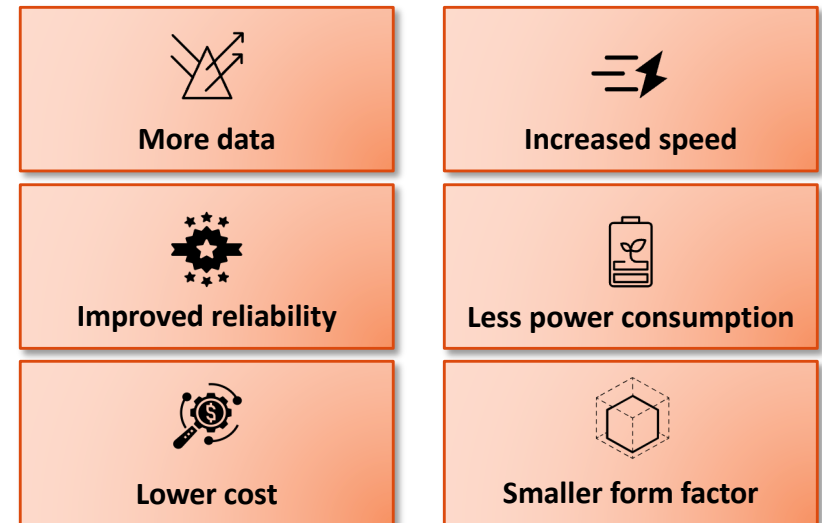 More data
Increased speed
Improved reliability
Less power consumption
$
Lower cost
Smaller form factor